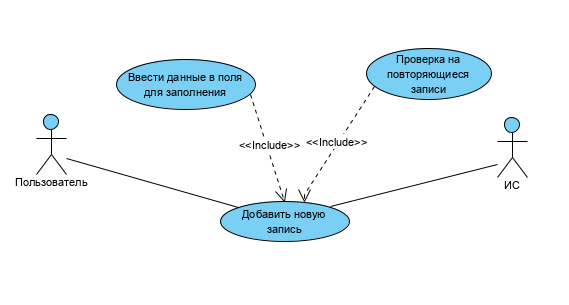 Ввести данные в поля
для заполнения
Проверка на
повторяющиеся
записи
<<Include>>
<<Include>>
Пользователь
ИС
Добавить новую
запись